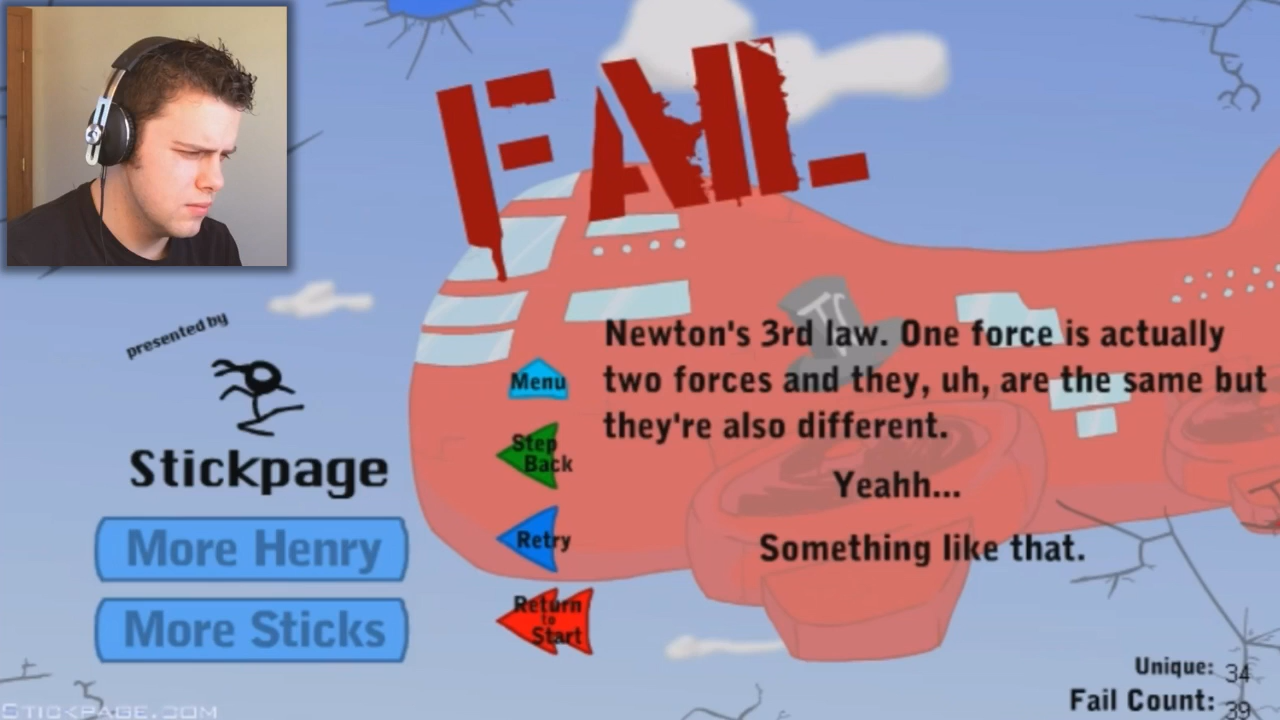 FAIL
presented by
Stickpage
More Henry
More Sticks
STICKPAGE.COM
Menu
Step
Back
Retry
Return
to
Start
TC
Newton's 3rd law. One force is actually
two forces and they, uh, are the same but
they're also different.
Yeahh...
Something like that.
Unique: 34
Fail Count: 39